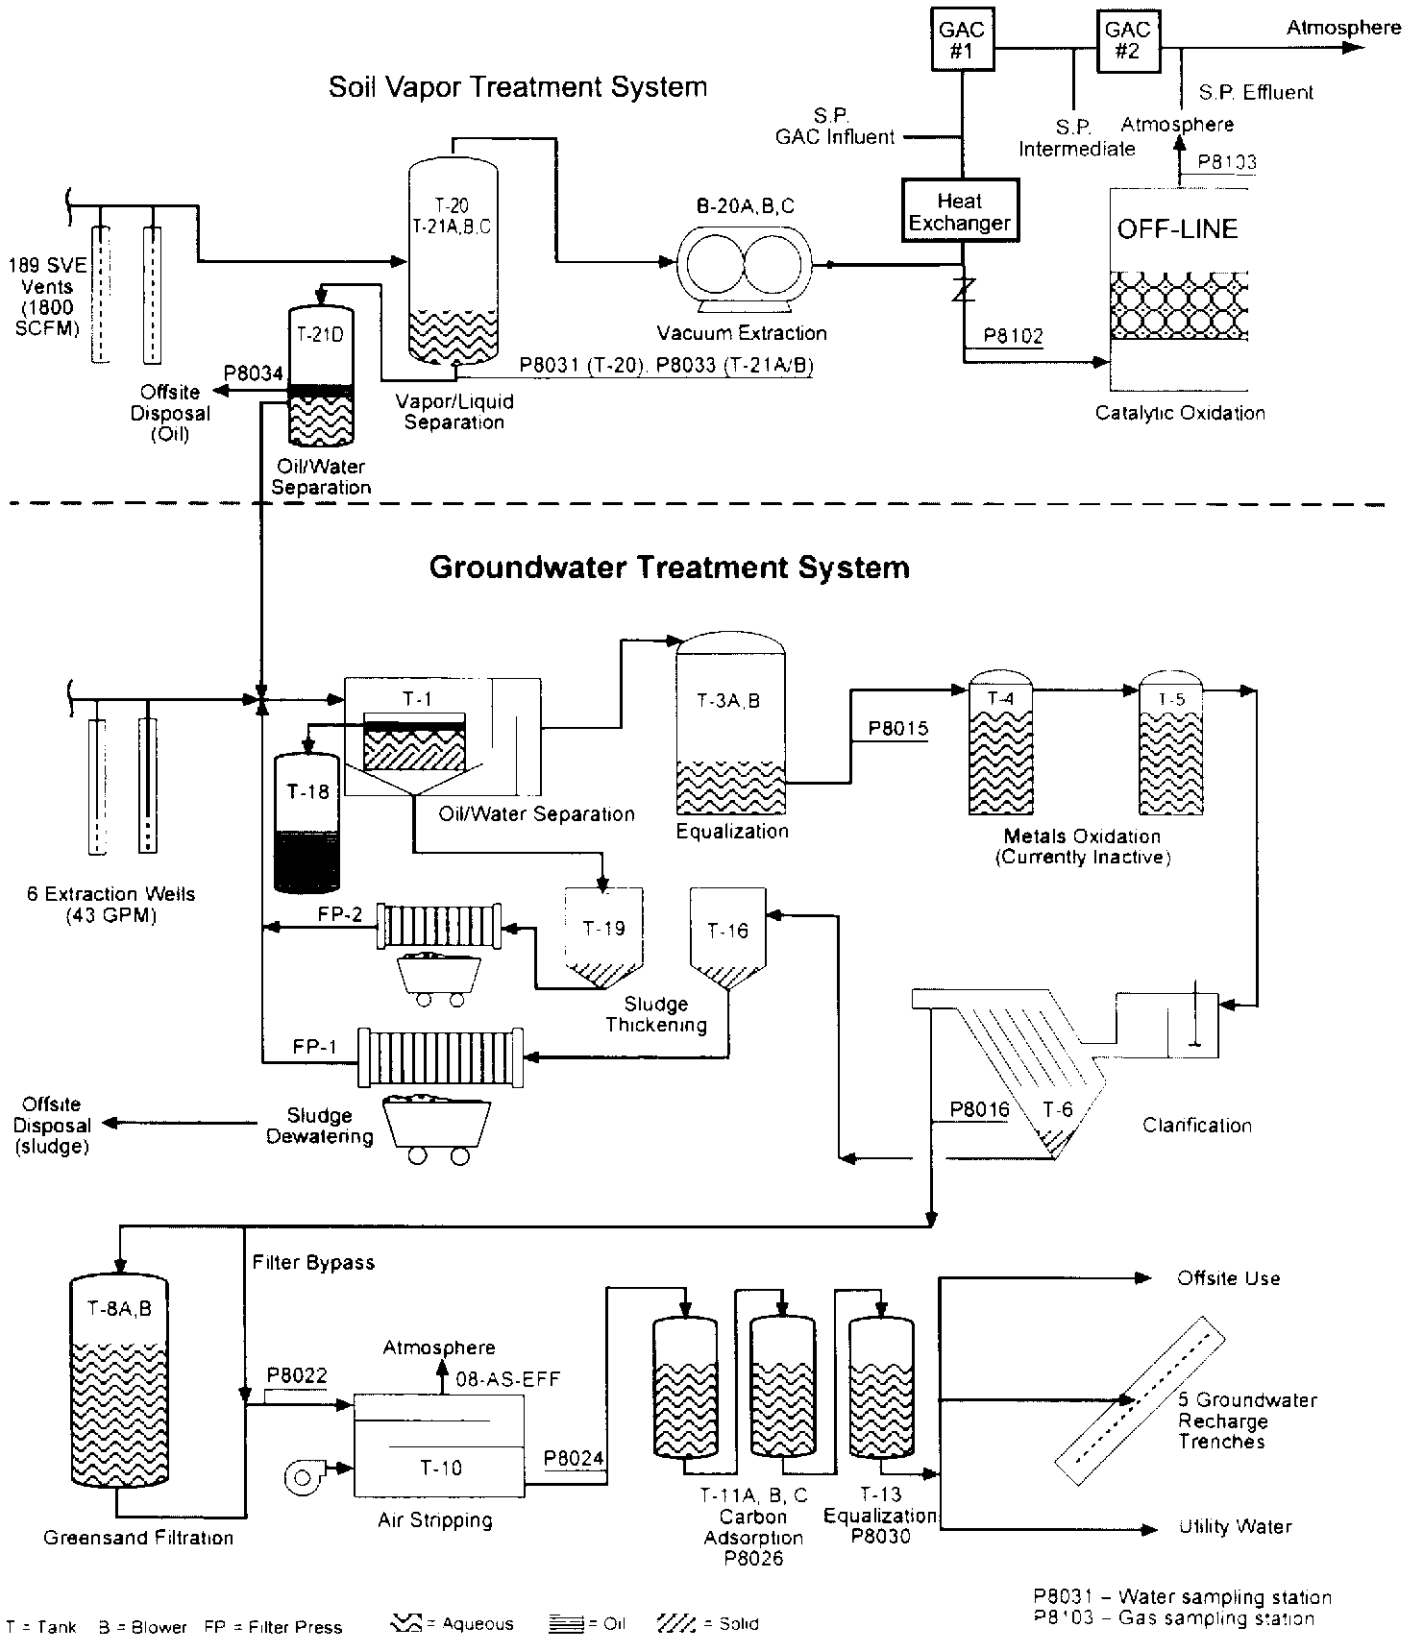 GAC
#1
GAC
#2
Atmosphere
Soil Vapor Treatment System
S.P. Effluent
S.P.
GAC Influent
S.P.
Intermediate
Atmosphere
P8103
T-20
T-21A,B,C
B-20A,B,C
Heat
Exchanger
OFF-LINE
189 SVE
Vents
(1800
SCFM)
T-21D
Vacuum Extraction
P8102
P8034
P8031 (T-20), P8033 (T-21A/B)
Offsite
Disposal
(Oil)
Vapor/Liquid
Separation
Catalytic Oxidation
Oil/Water
Separation
Groundwater Treatment System
T-1
T-3A,B
T-4
T-5
P8015
T-18
Oil/Water Separation
Equalization
Metals Oxidation
(Currently Inactive)
6 Extraction Wells
(43 GPM)
FP-2
T-19
T-16
Sludge
Thickening
FP-1
Offsite
Disposal
(sludge)
Sludge
Dewatering
P8016
T-6
Clarification
Filter Bypass
T-8A,B
Offsite Use
Atmosphere
08-AS-EFF
P8022
5 Groundwater
Recharge
Trenches
P8024
T-10
Air Stripping
T-11A, B, C
Carbon
Adsorption
P8026
T-13
Equalization
P8030
Utility Water
Greensand Filtration
P8031 – Water sampling station
P8103 – Gas sampling station
T = Tank B = Blower FP = Filter Press = Aqueous = Oil = Solid